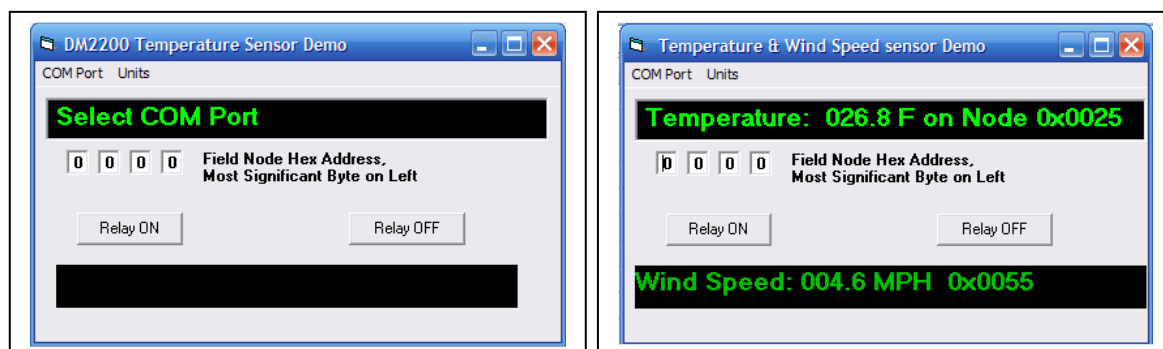 DM2200 Temperature Sensor Demo
COM Port Units
Select COM Port
0 0 0 0 Field Node Hex Address,
Most Significant Byte on Left
Relay ON Relay OFF
Temperature & Wind Speed sensor Demo
COM Port Units
Temperature: 026.8 F on Node 0x0025
0 0 0 0 Field Node Hex Address,
Most Significant Byte on Left
Relay ON Relay OFF
Wind Speed: 004.6 MPH 0x0055